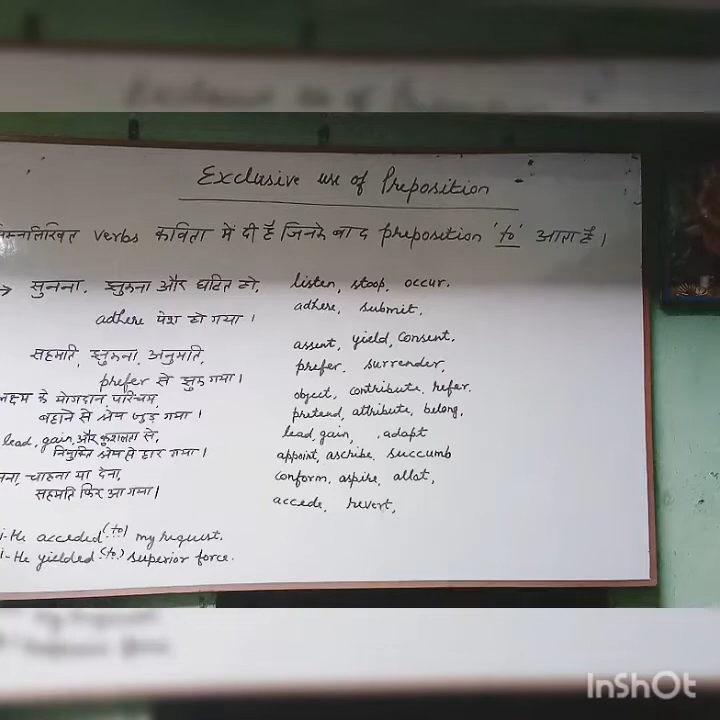 Exclusive use of Preposition
verbs कविता में दी है जिनके बाद preposition 'to' आता है।
→ सुनना, झुकना और घटित हो, listen, stoop, occur.
adhere पेश हो गया। adhere, submit,
सहमति, झुकना, अनुमति, assent, yield, consent,
prefer से झुक गया। prefer, surrender,
के योगदान, object, contribute, refer.
बहाने से प्रेम जुड़ गया। pretend, attribute, belong,
lead, gain, और कुशलता से, lead, gain, adapt
नियुक्ति प्रेम से हार गया। appoint, ascribe, succumb
चाहना या देना, conform, aspire, allot,
सहमति फिर आ गया। accede, revert,
He acceded (to) my request.
He yielded (to) superior force.
InShOt